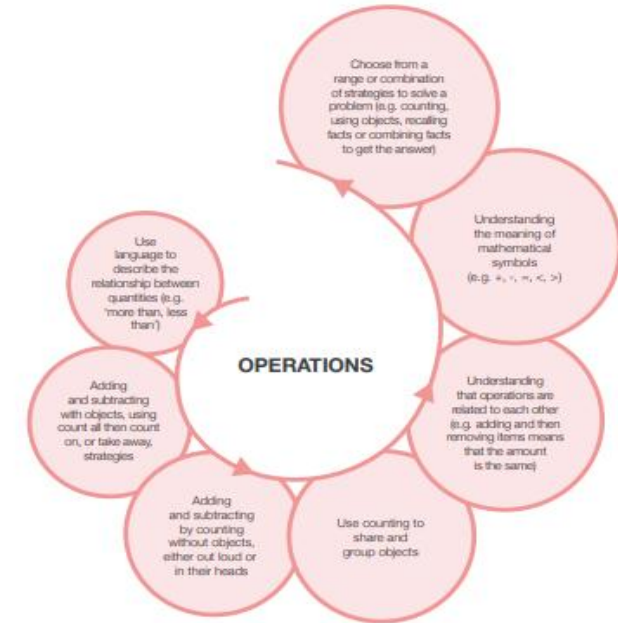 Choose from a
range or combination
of strategies to solve a
problem (e.g. counting,
using objects, recalling
facts or combining facts
to get the answer)
Understanding
the meaning of
mathematical
symbols
(e.g. +, -, =, <, >)
Use
language to
describe the
relationship between
quantities (e.g.
'more than, less
than')
OPERATIONS
Understanding
that operations are
related to each other
(e.g. adding and then
removing items means
that the amount
is the same)
Adding
and subtracting
with objects, using
count all then count
on, or take away,
strategies
Adding
and subtracting
by counting
without objects,
either out loud or
in their heads
Use counting to
share and
group objects